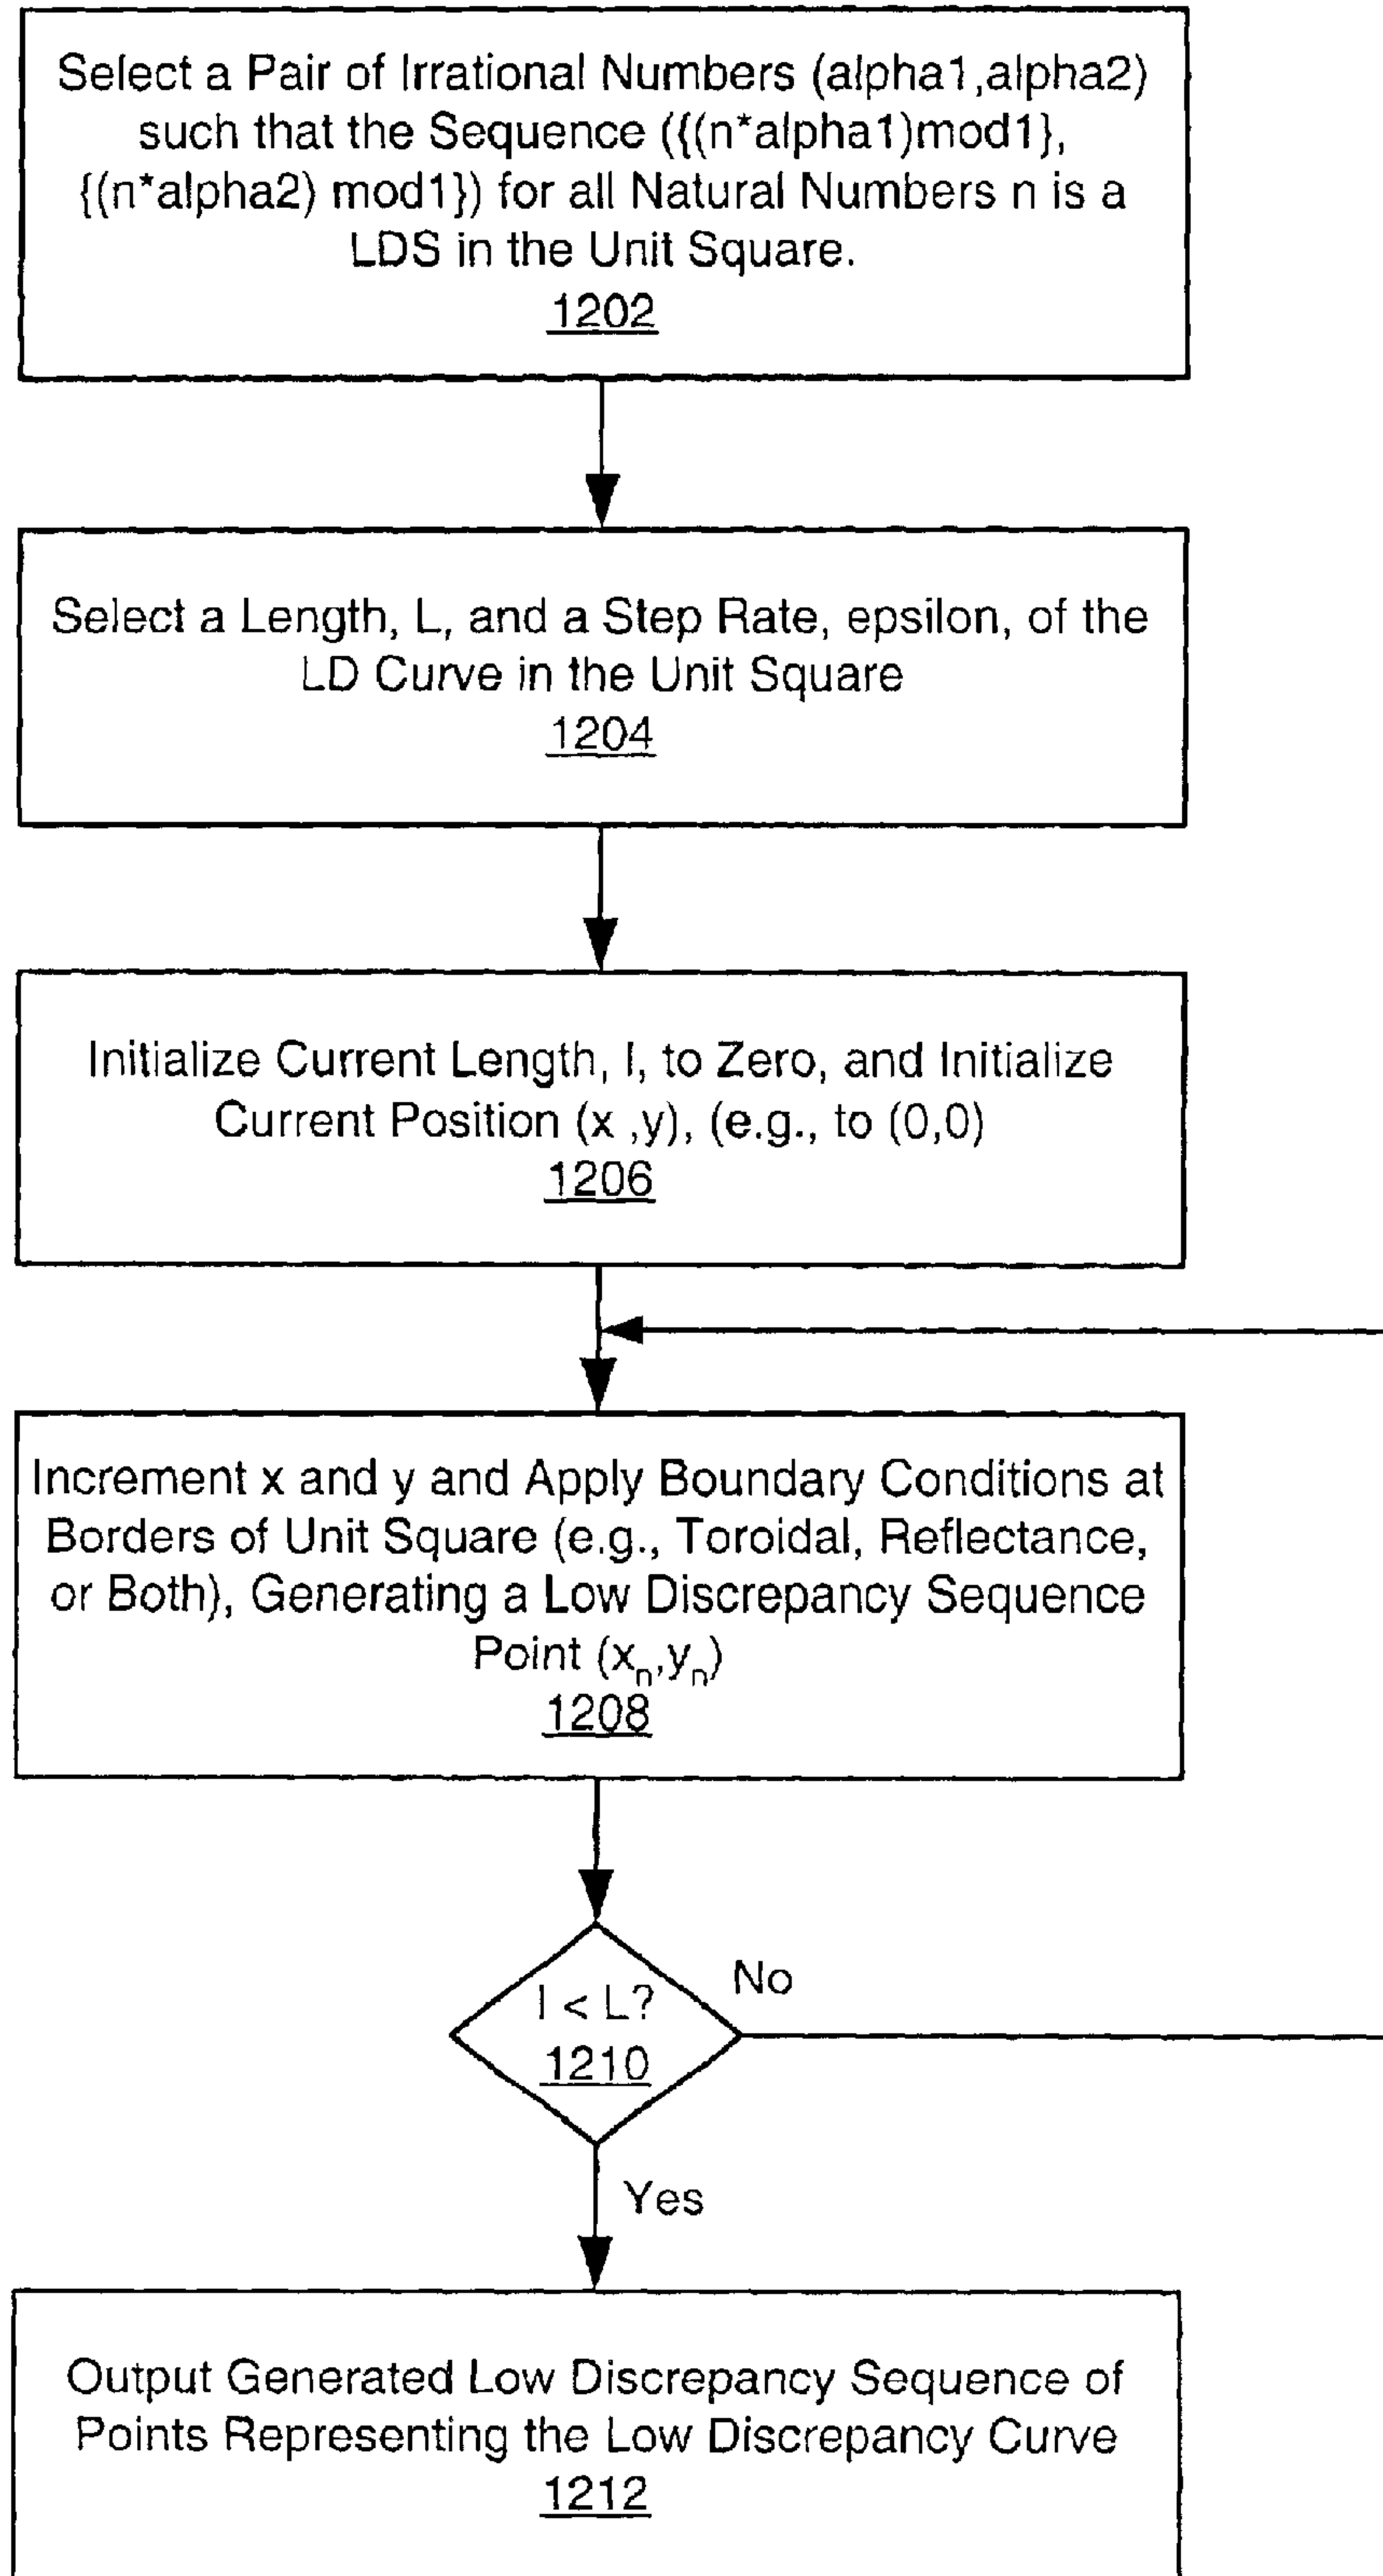 Select a Pair of Irrational Numbers (alpha1,alpha2)
such that the Sequence ({(n*alpha1)mod1},
{(n*alpha2) mod1}) for all Natural Numbers n is a
LDS in the Unit Square.
1202
Select a Length, L, and a Step Rate, epsilon, of the
LD Curve in the Unit Square
1204
Initialize Current Length, l, to Zero, and Initialize
Current Position (x ,y), (e.g., to (0,0)
1206
Increment x and y and Apply Boundary Conditions at
Borders of Unit Square (e.g., Toroidal, Reflectance,
or Both), Generating a Low Discrepancy Sequence
Point (xn,yn)
1208
l < L?
1210
No
Yes
Output Generated Low Discrepancy Sequence of
Points Representing the Low Discrepancy Curve
1212